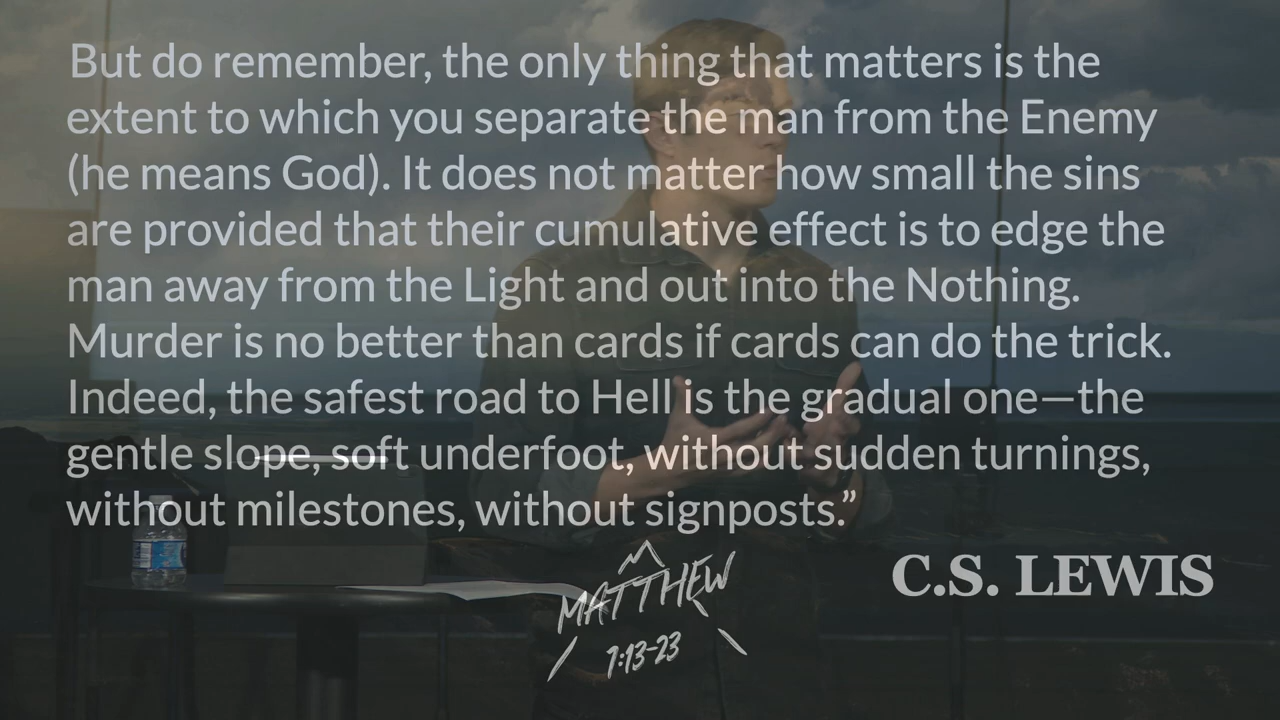 But do remember, the only thing that matters is the
extent to which you separate the man from the Enemy
(he means God). It does not matter how small the sins
are provided that their cumulative effect is to edge the
man away from the Light and out into the Nothing.
Murder is no better than cards if cards can do the trick.
Indeed, the safest road to Hell is the gradual one—the
gentle slope, soft underfoot, without sudden turnings,
without milestones, without signposts.”
C.S. LEWIS
MATTHEW
7:13-23